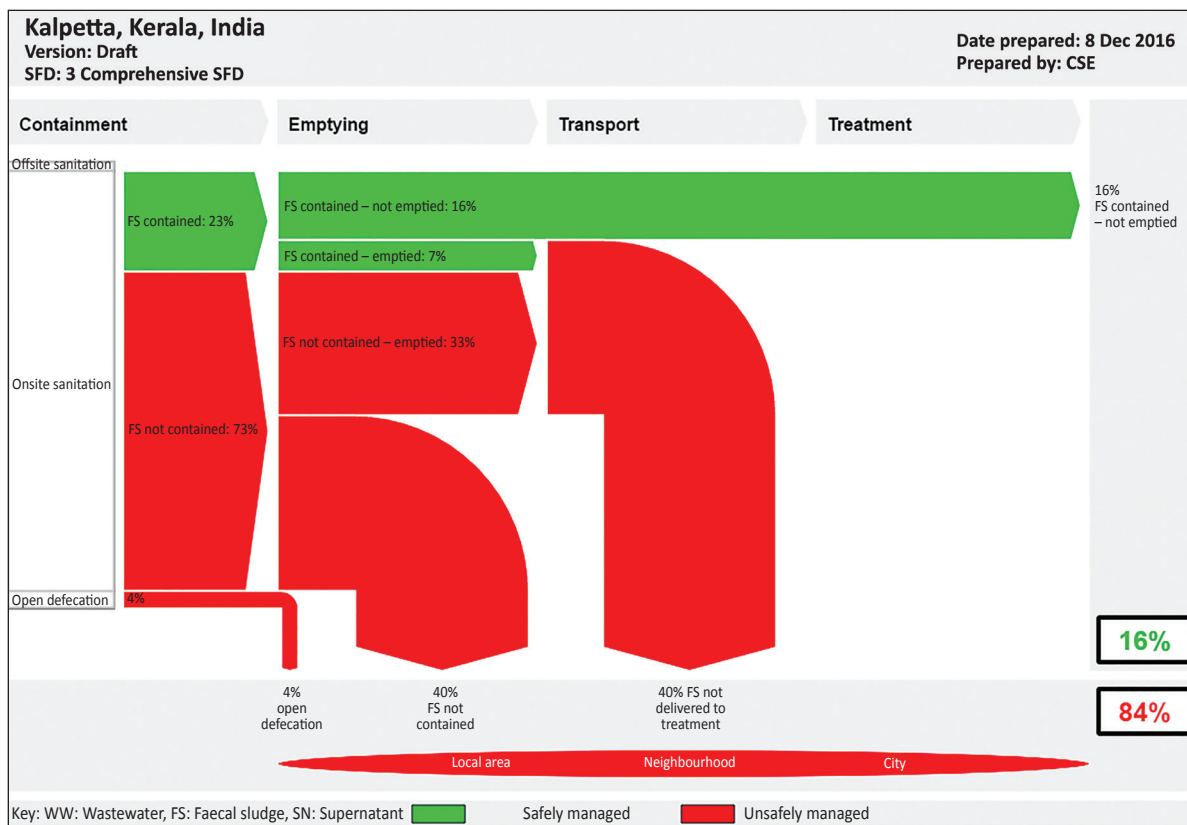 Kalpetta, Kerala, India
Version: Draft
SFD: 3 Comprehensive SFD
Date prepared: 8 Dec 2016
Prepared by: CSE
Containment
Emptying
Transport
Treatment
Offsite sanitation
FS contained: 23%
FS contained – not emptied: 16%
16%
FS contained
– not emptied
FS contained – emptied: 7%
FS not contained – emptied: 33%
Onsite sanitation
FS not contained: 73%
Open defecation
4%
16%
4%
open
defecation
40%
FS not
contained
40% FS not
delivered to
treatment
84%
Local area
Neighbourhood
City
Key: WW: Wastewater, FS: Faecal sludge, SN: Supernatant
Safely managed
Unsafely managed